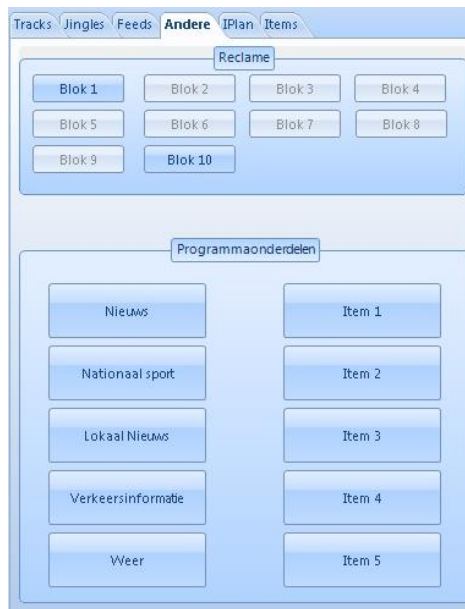 Tracks Jingles Feeds Andere IPlan Items
Reclame
Blok 1 Blok 2 Blok 3 Blok 4
Blok 5 Blok 6 Blok 7 Blok 8
Blok 9 Blok 10
Programmaonderdelen
Nieuws Item 1
Nationaal sport Item 2
Lokaal Nieuws Item 3
Verkeersinformatie Item 4
Weer Item 5